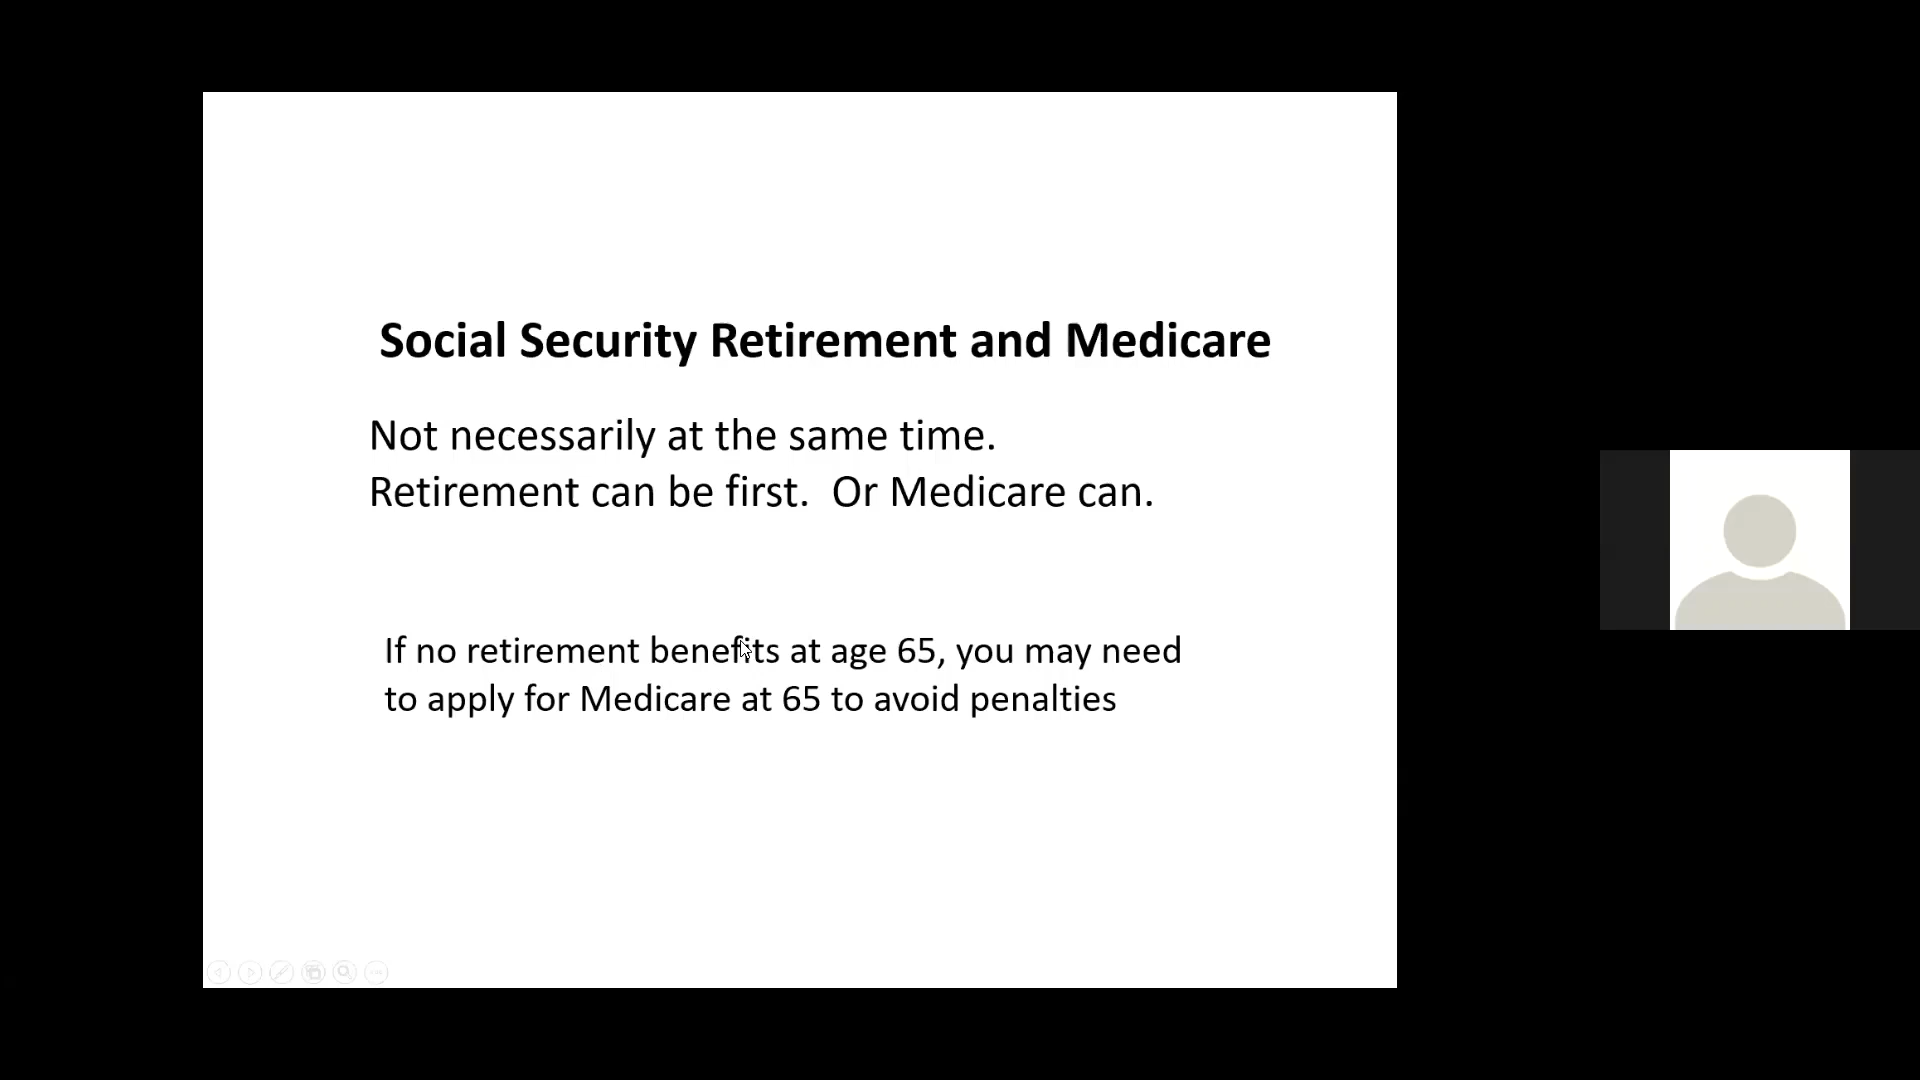 Social Security Retirement and Medicare
Not necessarily at the same time.
Retirement can be first.  Or Medicare can.
If no retirement benefits at age 65, you may need
to apply for Medicare at 65 to avoid penalties